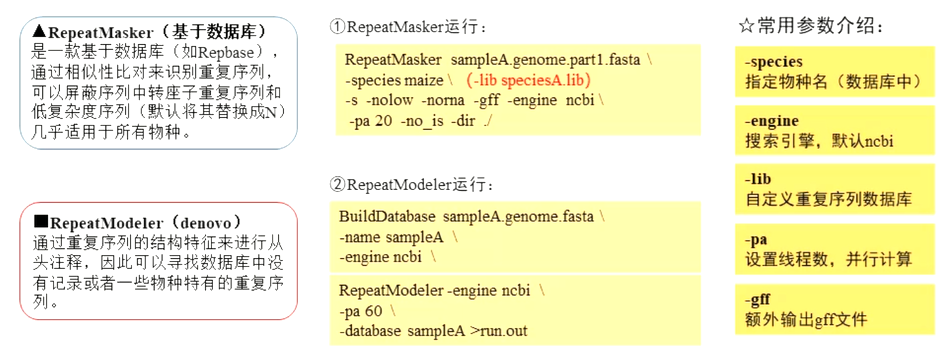 ▲RepeatMasker（基于数据库）
是一款基于数据库（如Repbase），
通过相似性比对来识别重复序列，
可以屏蔽序列中转座子重复序列和
低复杂度序列（默认将其替换成N）
几乎适用于所有物种。
■RepeatModeler（denovo）
通过重复序列的结构特征来进行从
头注释，因此可以寻找数据库中没
有记录或者一些物种特有的重复序
列。
①RepeatMasker运行：
RepeatMasker sampleA.genome.part1.fasta \
-species maize \ （-lib speciesA.lib）
-s -nolow -norna -gff -engine ncbi \
-pa 20 -no_is -dir ./
②RepeatModeler运行：
BuildDatabase sampleA.genome.fasta \
-name sampleA \
-engine ncbi \
RepeatModeler -engine ncbi \
-pa 60 \
-database sampleA >run.out
☆常用参数介绍：
-species
指定物种名（数据库中）
-engine
搜索引擎，默认ncbi
-lib
自定义重复序列数据库
-pa
设置线程数，并行计算
-gff
额外输出gff文件